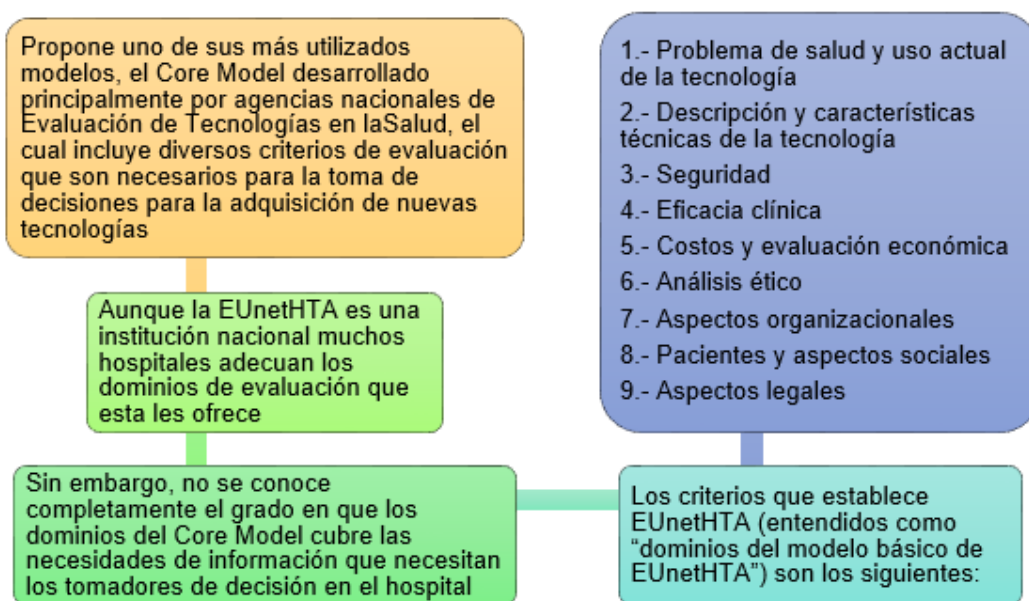 Propone uno de sus más utilizados
modelos, el Core Model desarrollado
principalmente por agencias nacionales de
Evaluación de Tecnologías en laSalud, el
cual incluye diversos criterios de evaluación
que son necesarios para la toma de
decisiones para la adquisición de nuevas
tecnologías
Aunque la EUnetHTA es una
institución nacional muchos
hospitales adecuan los
dominios de evaluación que
esta les ofrece
Sin embargo, no se conoce
completamente el grado en que los
dominios del Core Model cubre las
necesidades de información que necesitan
los tomadores de decisión en el hospital
Los criterios que establece
EUnetHTA (entendidos como
“dominios del modelo básico de
EUnetHTA”) son los siguientes:
1.- Problema de salud y uso actual
de la tecnología
2.- Descripción y características
técnicas de la tecnología
3.- Seguridad
4.- Eficacia clínica
5.- Costos y evaluación económica
6.- Análisis ético
7.- Aspectos organizacionales
8.- Pacientes y aspectos sociales
9.- Aspectos legales